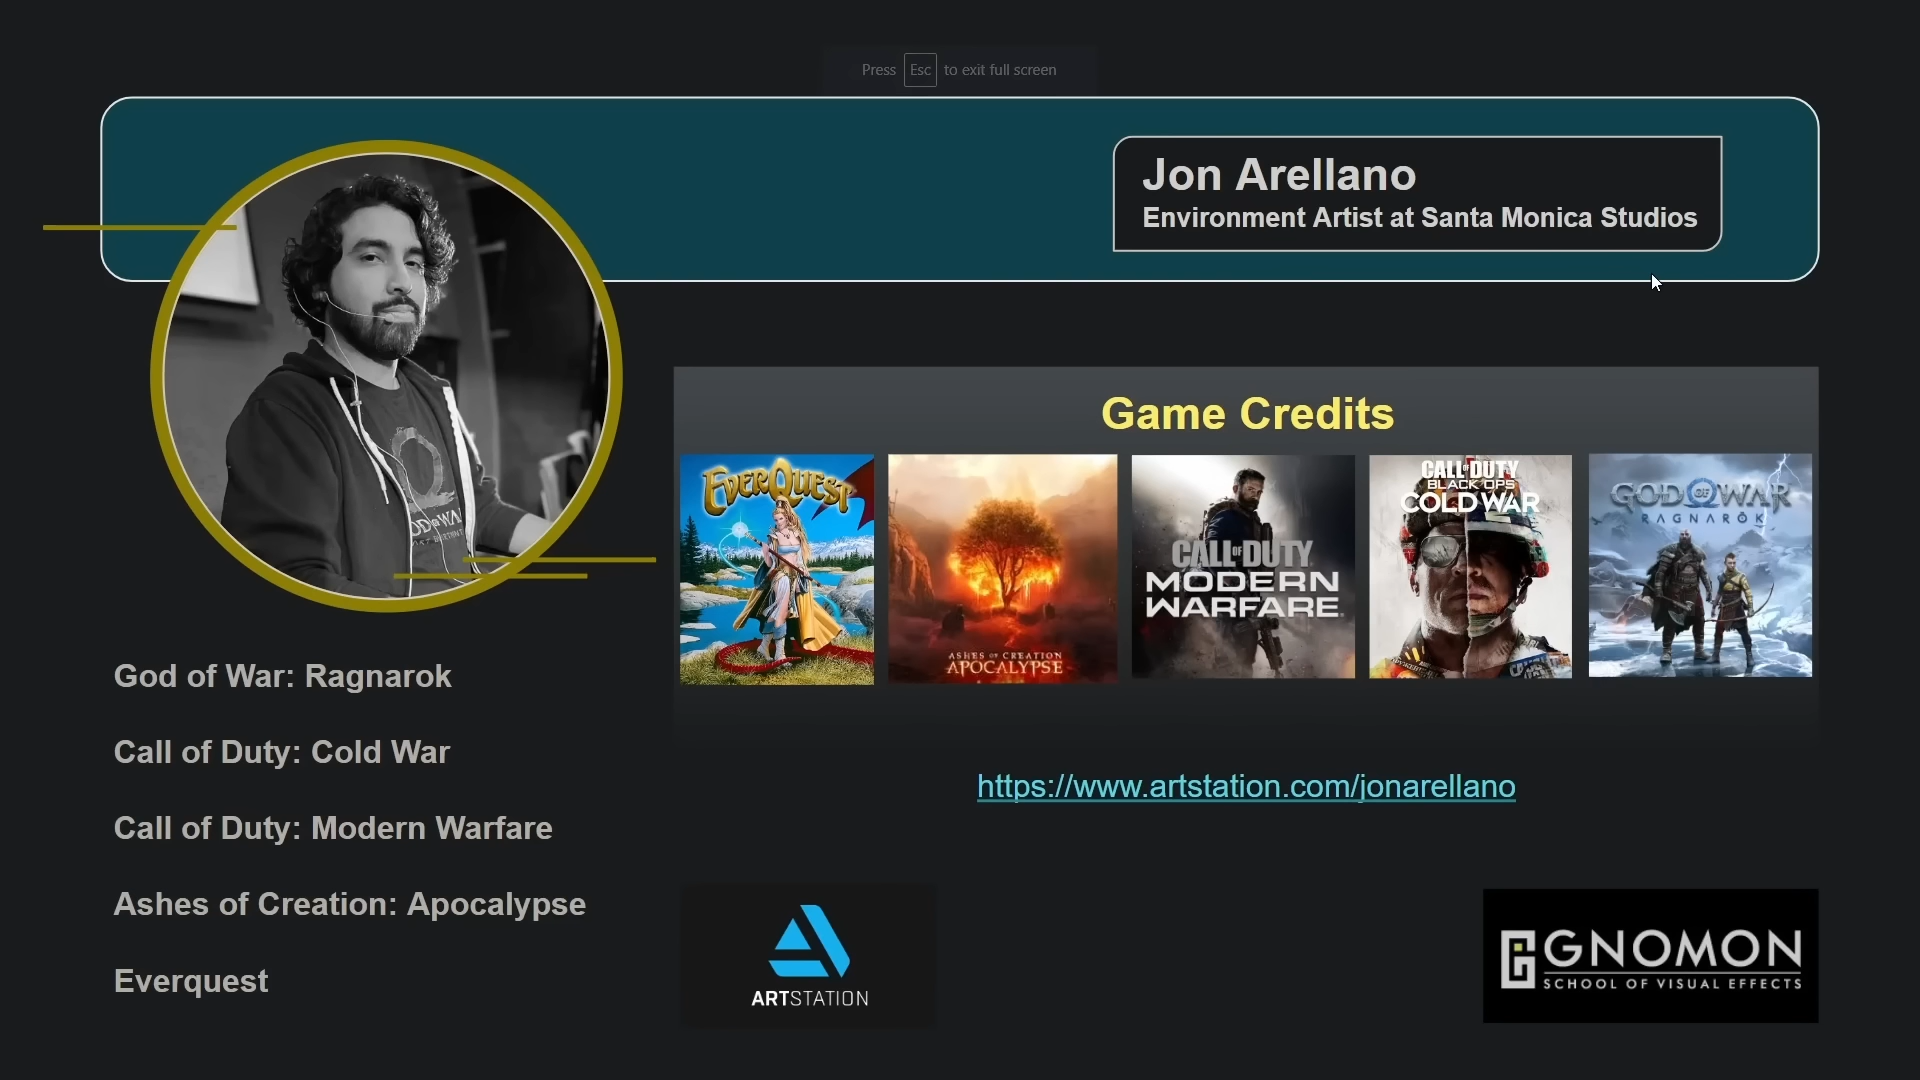 Press Esc to exit full screen
Jon Arellano
Environment Artist at Santa Monica Studios
Game Credits
EVERQUEST
ASHES OF CREATION
APOCALYPSE
CALL OF DUTY
MODERN
WARFARE
CALL OF DUTY
BLACK OPS
COLD WAR
GOD OF WAR
RAGNARÖK
God of War: Ragnarok
Call of Duty: Cold War
Call of Duty: Modern Warfare
Ashes of Creation: Apocalypse
Everquest
https://www.artstation.com/jonarellano
ARTSTATION
GNOMON
SCHOOL OF VISUAL EFFECTS